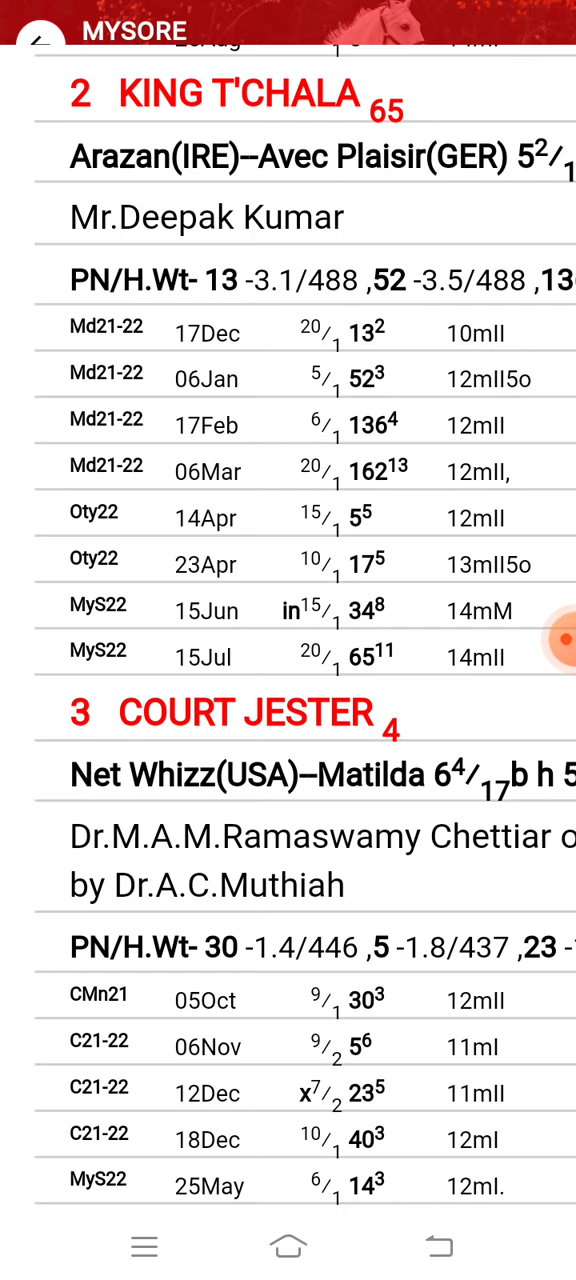 MYSORE
2 KING T'CHALA 65
Arazan(IRE)–Avec Plaisir(GER) 5²/₁
Mr.Deepak Kumar
PN/H.Wt- 13 -3.1/488 ,52 -3.5/488 ,13
Md21-22 17Dec 20/1 13² 10mII
Md21-22 06Jan 5/1 52³ 12mII5o
Md21-22 17Feb 6/1 136⁴ 12mII
Md21-22 06Mar 20/1 162¹³ 12mII,
Oty22 14Apr 15/1 5⁵ 12mII
Oty22 23Apr 10/1 17⁵ 13mII5o
MyS22 15Jun in15/1 34⁸ 14mM
MyS22 15Jul 20/1 65¹¹ 14mII
3 COURT JESTER 4
Net Whizz(USA)–Matilda 6⁴/₁₇b h 5
Dr.M.A.M.Ramaswamy Chettiar o
by Dr.A.C.Muthiah
PN/H.Wt- 30 -1.4/446 ,5 -1.8/437 ,23 -
CMn21 05Oct 9/1 30³ 12mII
C21-22 06Nov 9/2 5⁶ 11mI
C21-22 12Dec x7/2 23⁵ 11mII
C21-22 18Dec 10/1 40³ 12mI
MyS22 25May 6/1 14³ 12mI.